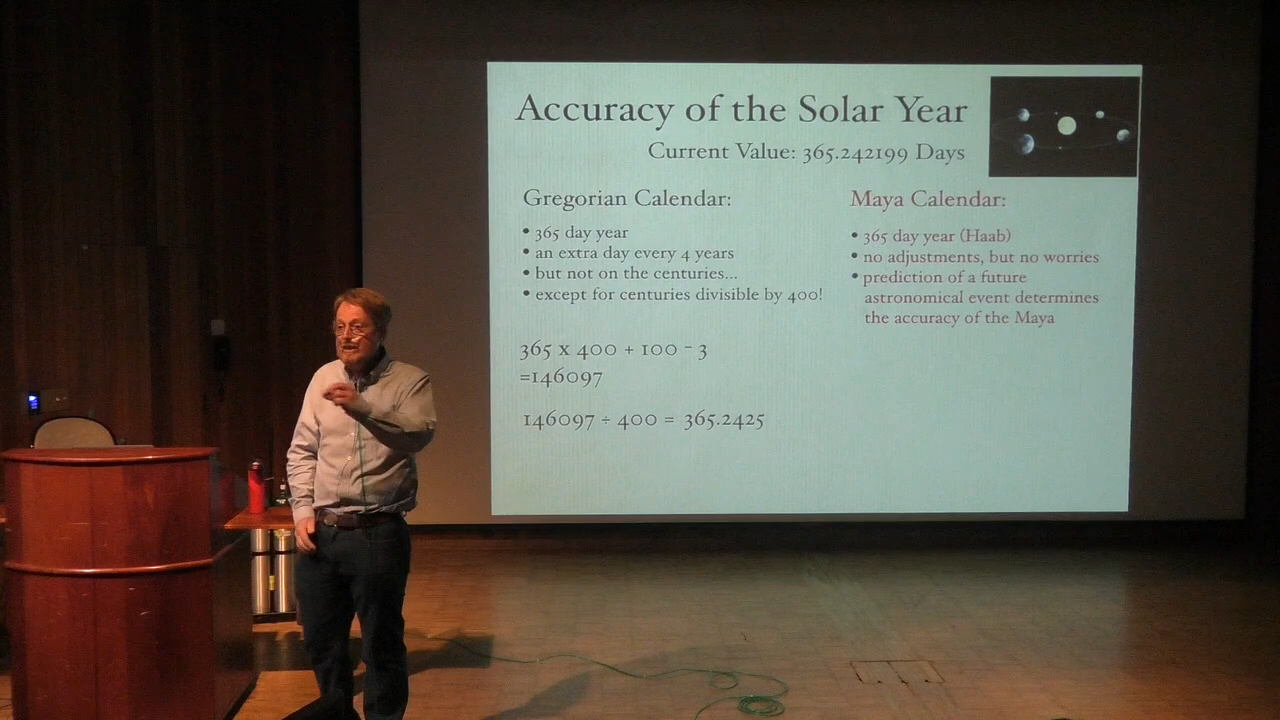 Accuracy of the Solar Year
Current Value: 365.242199 Days
Gregorian Calendar:
• 365 day year
• an extra day every 4 years
• but not on the centuries...
• except for centuries divisible by 400!
365 x 400 + 100 - 3
=146097
146097 ÷ 400 = 365.2425
Maya Calendar:
• 365 day year (Haab)
• no adjustments, but no worries
• prediction of a future
astronomical event determines
the accuracy of the Maya